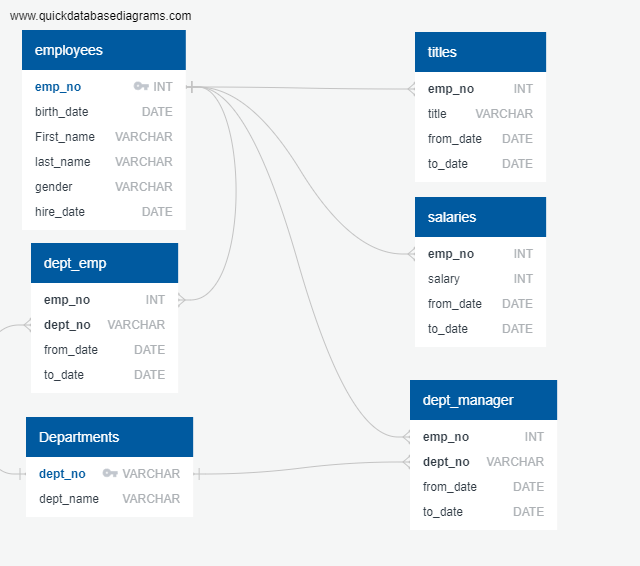 www.quickdatabasediagrams.com
employees
emp_no INT
birth_date DATE
First_name VARCHAR
last_name VARCHAR
gender VARCHAR
hire_date DATE
dept_emp
emp_no INT
dept_no VARCHAR
from_date DATE
to_date DATE
Departments
dept_no VARCHAR
dept_name VARCHAR
titles
emp_no INT
title VARCHAR
from_date DATE
to_date DATE
salaries
emp_no INT
salary INT
from_date DATE
to_date DATE
dept_manager
emp_no INT
dept_no VARCHAR
from_date DATE
to_date DATE